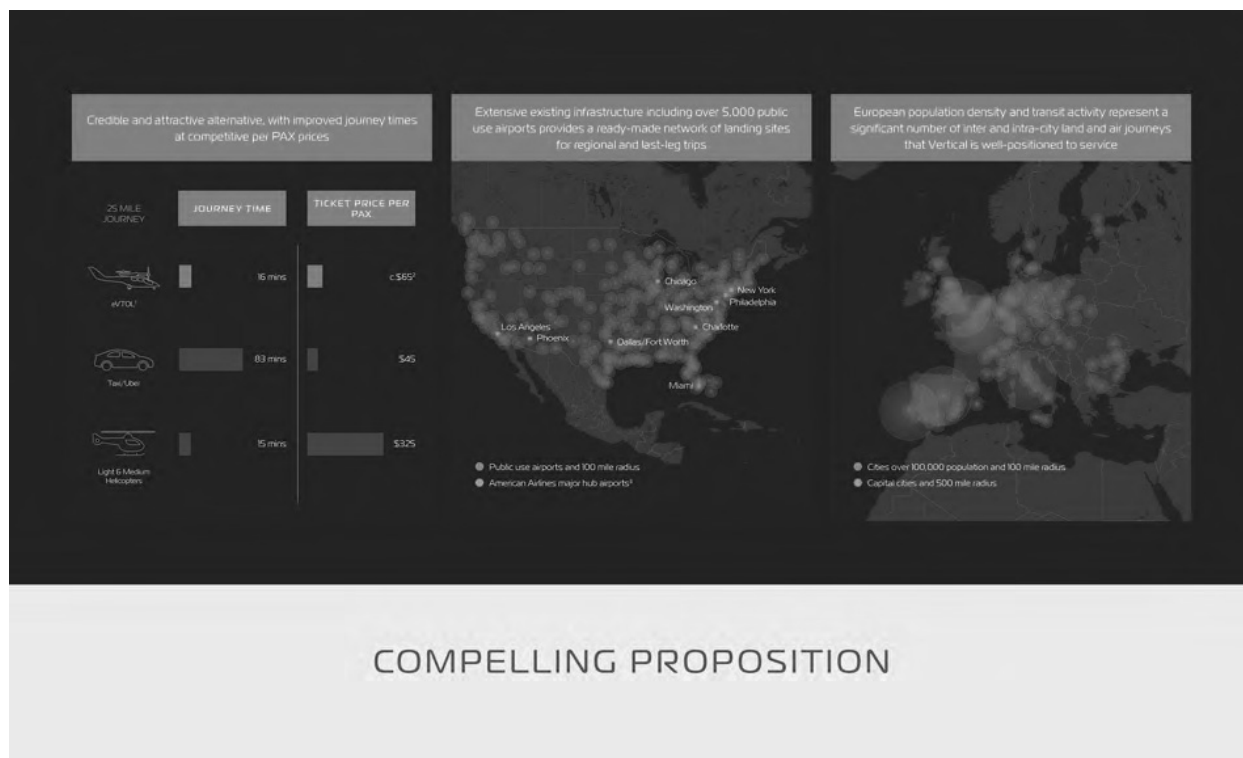 Credible and attractive alternative, with improved journey times
at competitive per PAX prices
25 MILE
JOURNEY
JOURNEY TIME
TICKET PRICE PER
PAX
eVTOL¹
16 mins
c.$65²
Taxi/Uber
83 mins
$45
Light & Medium
Helicopters
15 mins
$325
Extensive existing infrastructure including over 5,000 public
use airports provides a ready-made network of landing sites
for regional and last-leg trips
Chicago
New York
Philadelphia
Washington
Charlotte
Los Angeles
Phoenix
Dallas/Fort Worth
Miami
Public use airports and 100 mile radius
American Airlines major hub airports³
European population density and transit activity represent a
significant number of inter and intra-city land and air journeys
that Vertical is well-positioned to service
Cities over 100,000 population and 100 mile radius
Capital cities and 500 mile radius
COMPELLING PROPOSITION